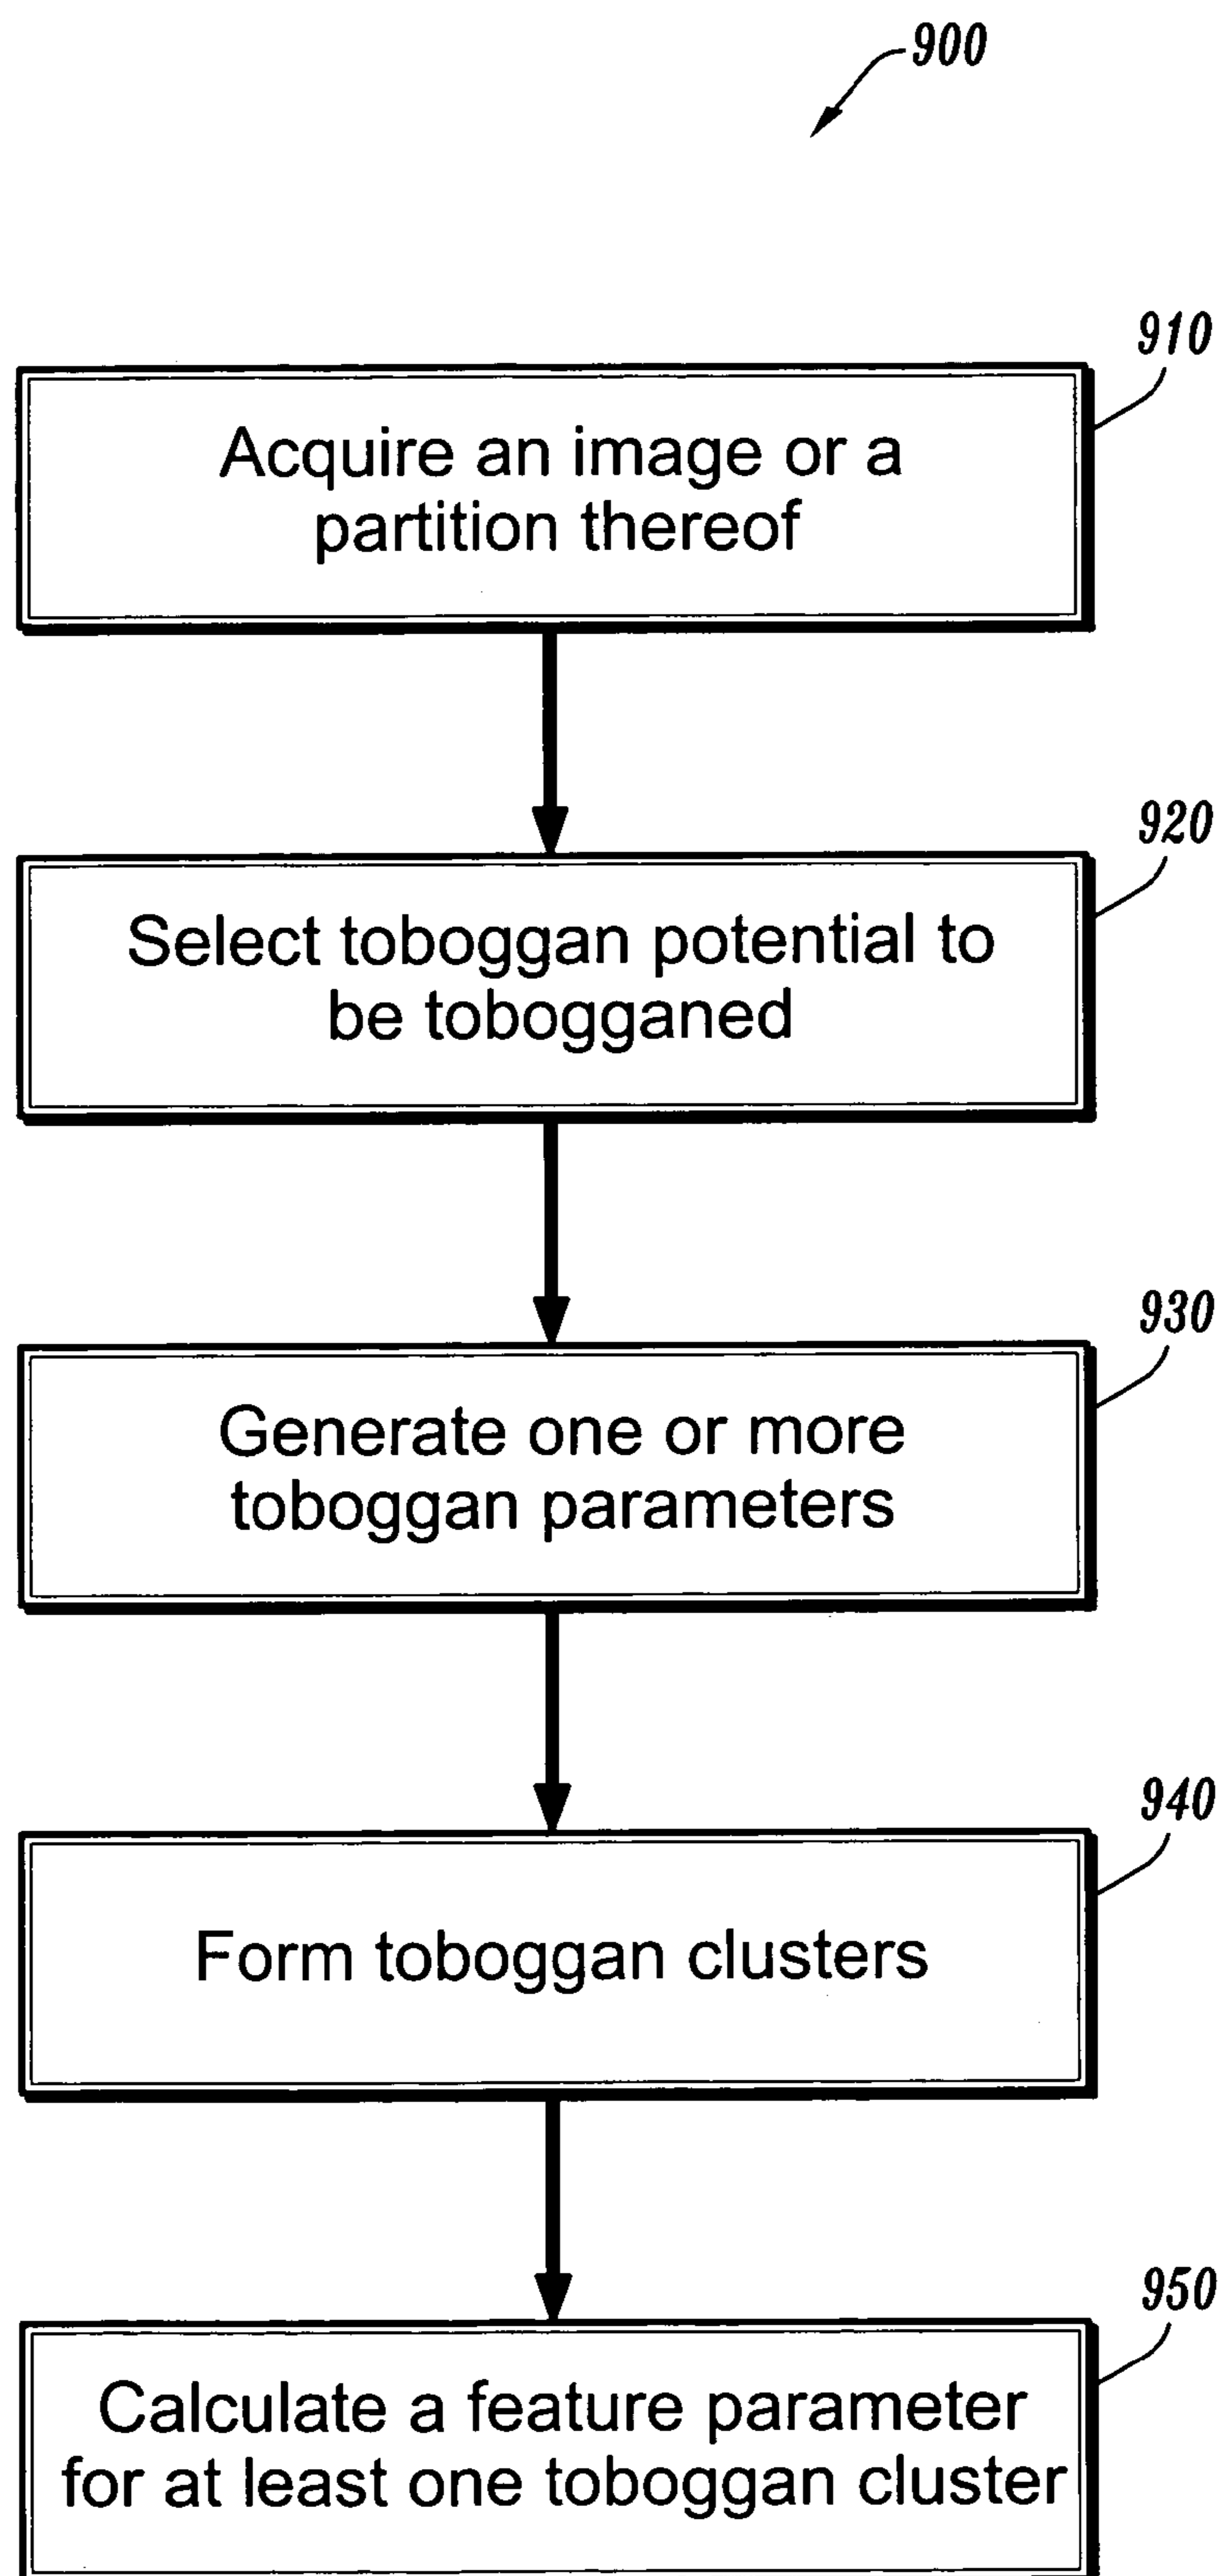 900
910
Acquire an image or a
partition thereof
920
Select toboggan potential to
be tobogganed
930
Generate one or more
toboggan parameters
940
Form toboggan clusters
950
Calculate a feature parameter
for at least one toboggan cluster